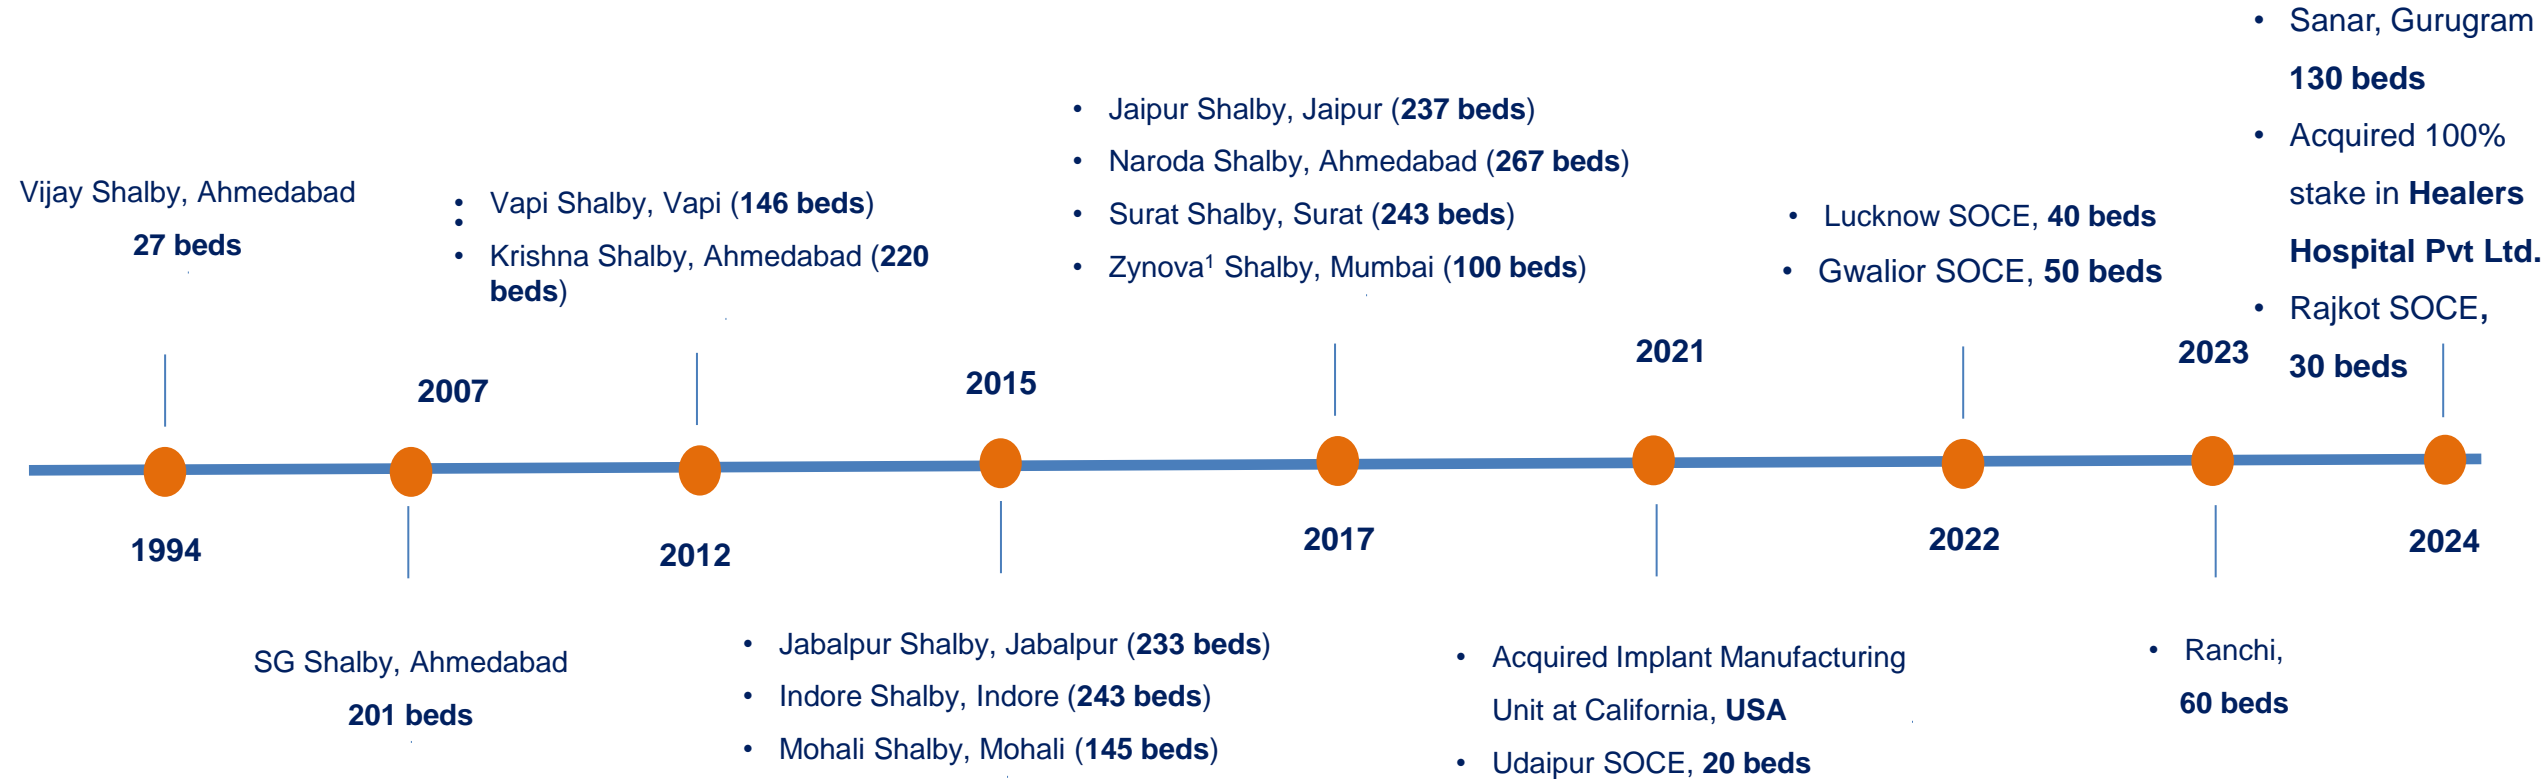 Vijay Shalby, Ahmedabad
27 beds
1994
2007
SG Shalby, Ahmedabad
201 beds
• Vapi Shalby, Vapi (146 beds)
•
• Krishna Shalby, Ahmedabad (220
beds)
2012
2015
• Jabalpur Shalby, Jabalpur (233 beds)
• Indore Shalby, Indore (243 beds)
• Mohali Shalby, Mohali (145 beds)
• Jaipur Shalby, Jaipur (237 beds)
• Naroda Shalby, Ahmedabad (267 beds)
• Surat Shalby, Surat (243 beds)
• Zynova¹ Shalby, Mumbai (100 beds)
2017
2021
• Acquired Implant Manufacturing
Unit at California, USA
• Udaipur SOCE, 20 beds
• Lucknow SOCE, 40 beds
• Gwalior SOCE, 50 beds
2022
2023
• Ranchi,
60 beds
• Sanar, Gurugram
130 beds
• Acquired 100%
stake in Healers
Hospital Pvt Ltd.
• Rajkot SOCE,
30 beds
2024